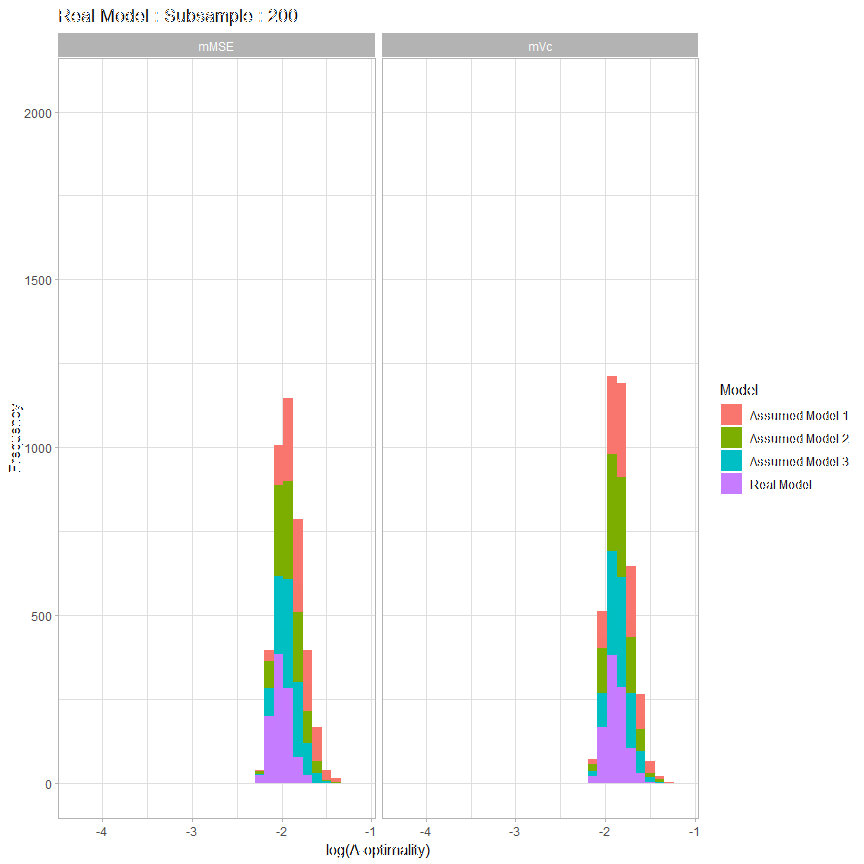 Real Model :: Subsample : 200
mMSE
mVc
2000
1500
1000
500
0
Frequency
-4
-3
-2
-1
-4
-3
-2
-1
log(A-optimality)
Model
Assumed Model 1
Assumed Model 2
Assumed Model 3
Real Model